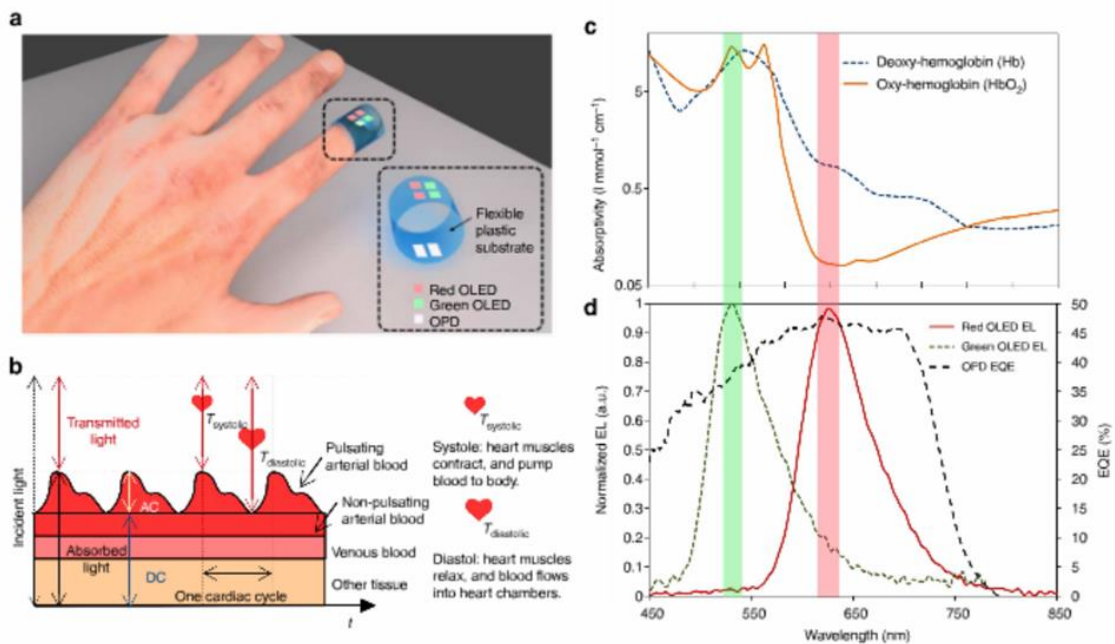 a
Flexible
plastic
substrate
Red OLED
Green OLED
OPD
b
Incident light
Transmitted
light
Tsystolic
Tdiastolic
Pulsating
arterial blood
AC
Non-pulsating
arterial blood
Absorbed
light
DC
Venous blood
Other tissue
One cardiac cycle
t
Tsystolic
Systole: heart muscles
contract, and pump
blood to body.
Tdiastolic
Diastol: heart muscles
relax, and blood flows
into heart chambers.
c
Absorptivity (l mmol⁻¹ cm⁻¹)
5
0.5
0.05
Deoxy-hemoglobin (Hb)
Oxy-hemoglobin (HbO₂)
d
Normalized EL (a.u.)
1
0.9
0.8
0.7
0.6
0.5
0.4
0.3
0.2
0.1
0
Red OLED EL
Green OLED EL
OPD EQE
50
45
40
35
30
25
20
15
10
5
0
EQE (%)
450 550 650 750 850
Wavelength (nm)